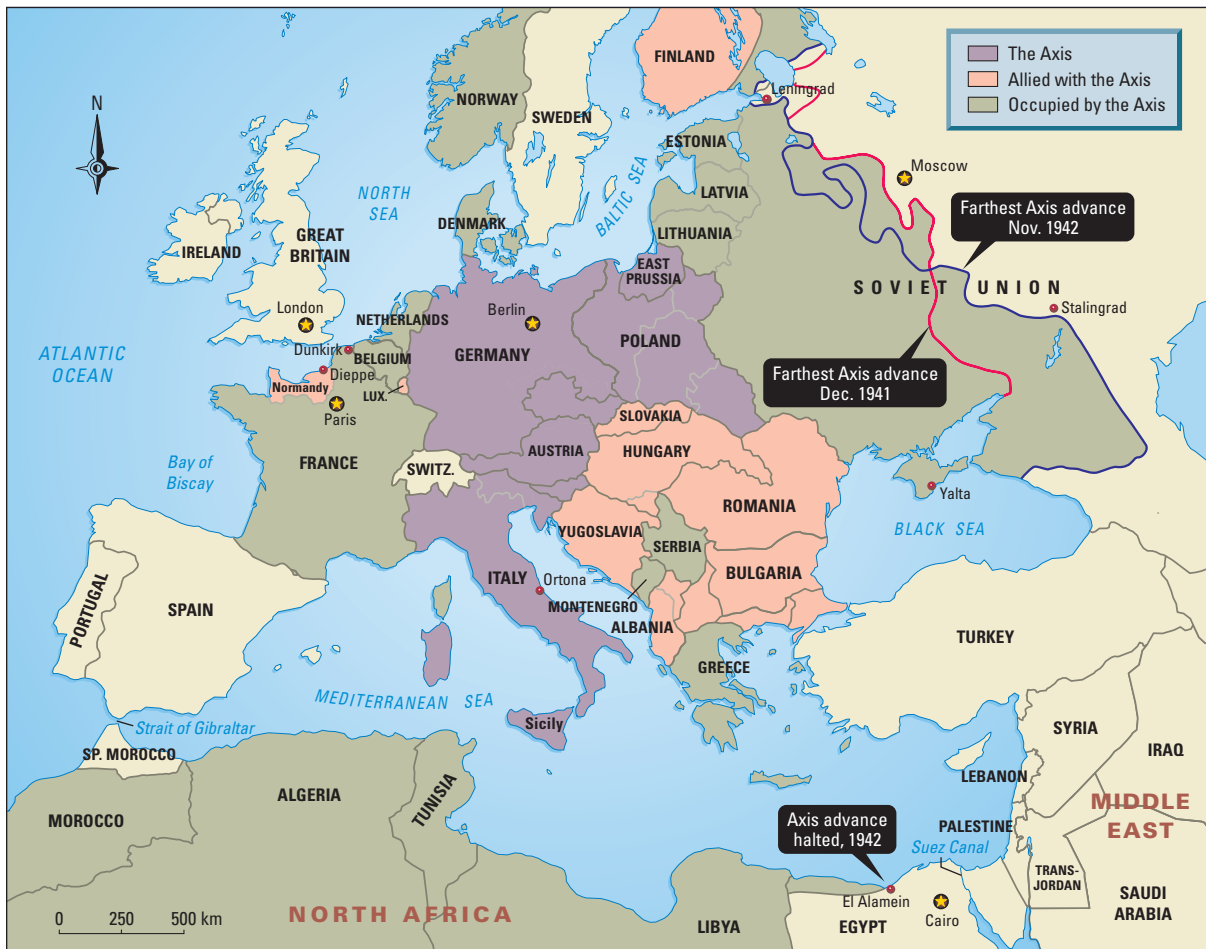 The Axis
Allied with the Axis
Occupied by the Axis
N
FINLAND
NORWAY
SWEDEN
Leningrad
ESTONIA
Moscow
NORTH
SEA
BALTIC SEA
LATVIA
Farthest Axis advance
Nov. 1942
DENMARK
LITHUANIA
IRELAND
GREAT
BRITAIN
EAST
PRUSSIA
SOVIET UNION
London
NETHERLANDS
Berlin
Stalingrad
ATLANTIC
OCEAN
Dunkirk
BELGIUM
GERMANY
POLAND
Dieppe
Normandy
LUX.
Farthest Axis advance
Dec. 1941
Paris
SLOVAKIA
AUSTRIA
HUNGARY
Bay of
Biscay
FRANCE
SWITZ.
ROMANIA
Yalta
YUGOSLAVIA
BLACK SEA
SERBIA
ITALY
Ortona
BULGARIA
MONTENEGRO
ALBANIA
PORTUGAL
SPAIN
TURKEY
GREECE
MEDITERRANEAN SEA
Sicily
Strait of Gibraltar
SYRIA
SP. MOROCCO
IRAQ
LEBANON
ALGERIA
TUNISIA
MIDDLE
EAST
MOROCCO
Axis advance
halted, 1942
PALESTINE
Suez Canal
TRANS-
JORDAN
El Alamein
SAUDI
ARABIA
0 250 500 km
NORTH AFRICA
LIBYA
EGYPT
Cairo